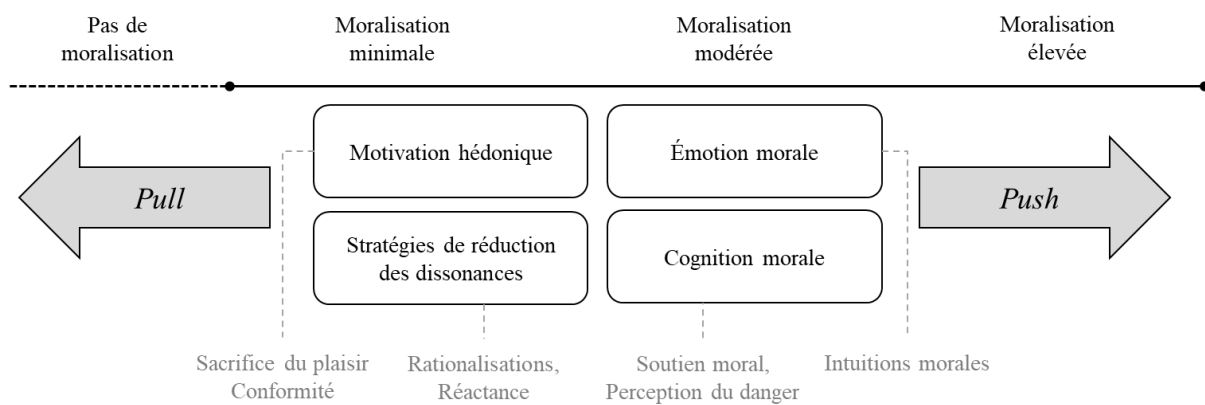 Pas de
moralisation
Moralisation
minimale
Moralisation
modérée
Moralisation
élevée
Motivation hédonique
Émotion morale
Pull
Push
Stratégies de réduction
des dissonances
Cognition morale
Sacrifice du plaisir
Conformité
Rationalisations,
Réactance
Soutien moral,
Perception du danger
Intuitions morales